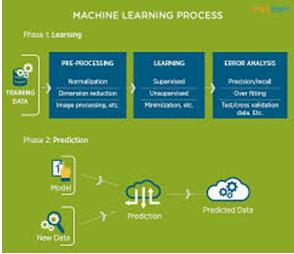 MACHINE LEARNING PROCESS
Phase 1: Learning
TRAINING
DATA
PRE-PROCESSING
Normalization
Dimension reduction
Image processing, etc.
LEARNING
Supervised
Unsupervised
Minimization, etc.
ERROR ANALYSIS
Precision/recall
Over fitting
Test/cross validation
data. Etc.
Phase 2: Prediction
Model
New Data
Prediction
Predicted Data